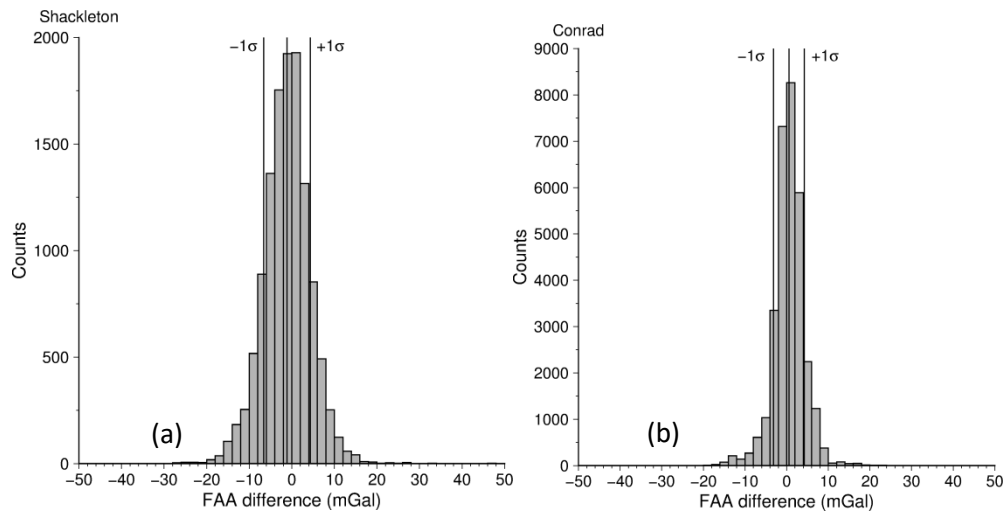 Shackleton
2000
1500
1000
500
0
Counts
−1σ
+1σ
(a)
−50 −40 −30 −20 −10 0 10 20 30 40 50
FAA difference (mGal)
Conrad
9000
8000
7000
6000
5000
4000
3000
2000
1000
0
Counts
−1σ
+1σ
(b)
−50 −40 −30 −20 −10 0 10 20 30 40 50
FAA difference (mGal)